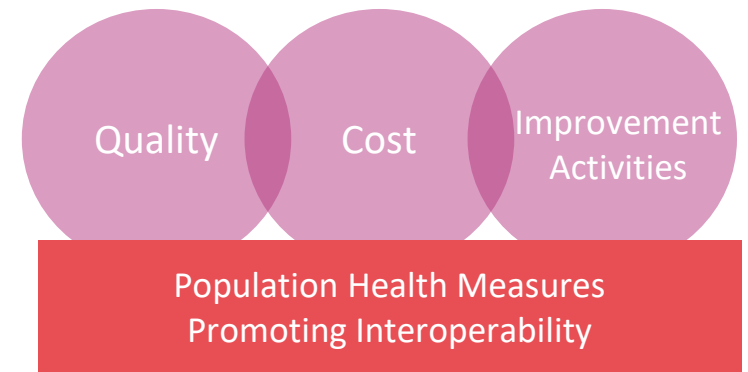 Quality
Cost
Improvement
Activities
Population Health Measures
Promoting Interoperability